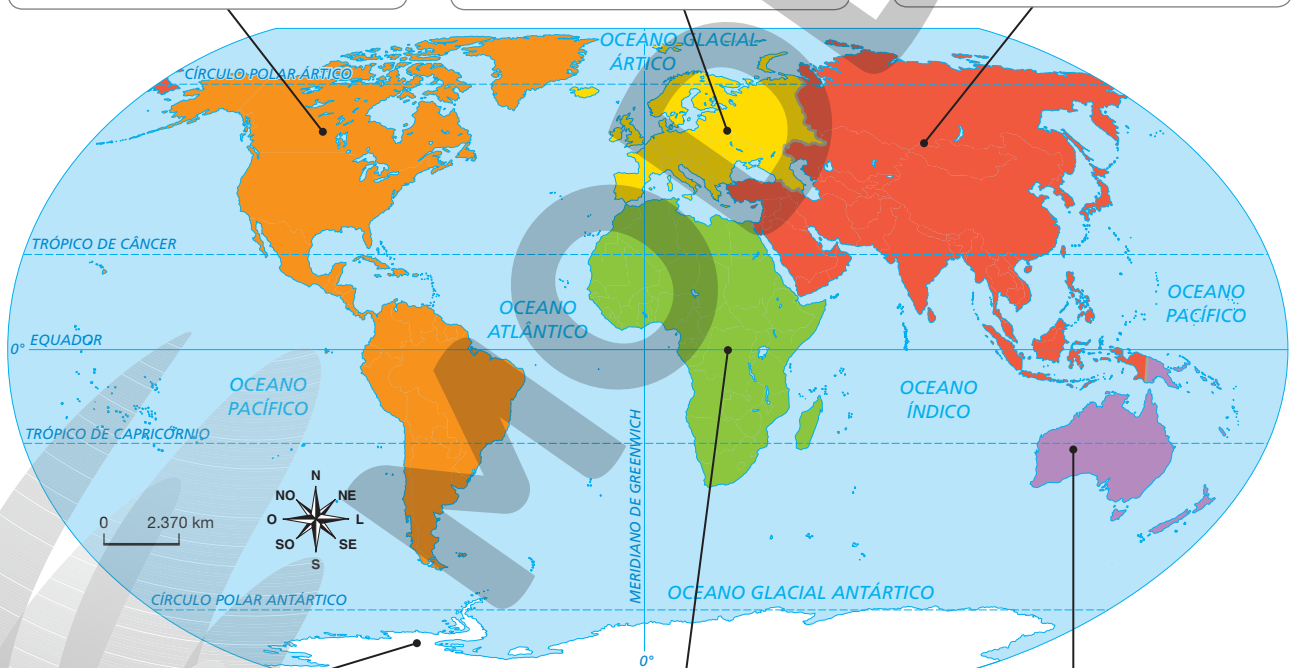 OCEANO GLACIAL
ÁRTICO
CÍRCULO POLAR ÁRTICO
TRÓPICO DE CÂNCER
OCEANO
PACÍFICO
OCEANO
ATLÂNTICO
0° EQUADOR
OCEANO
PACÍFICO
OCEANO
ÍNDICO
TRÓPICO DE CAPRICÓRNIO
MERIDIANO DE GREENWICH
N
NO NE
O L
SO SE
S
0 2.370 km
CÍRCULO POLAR ANTÁRTICO
OCEANO GLACIAL ANTÁRTICO
0°